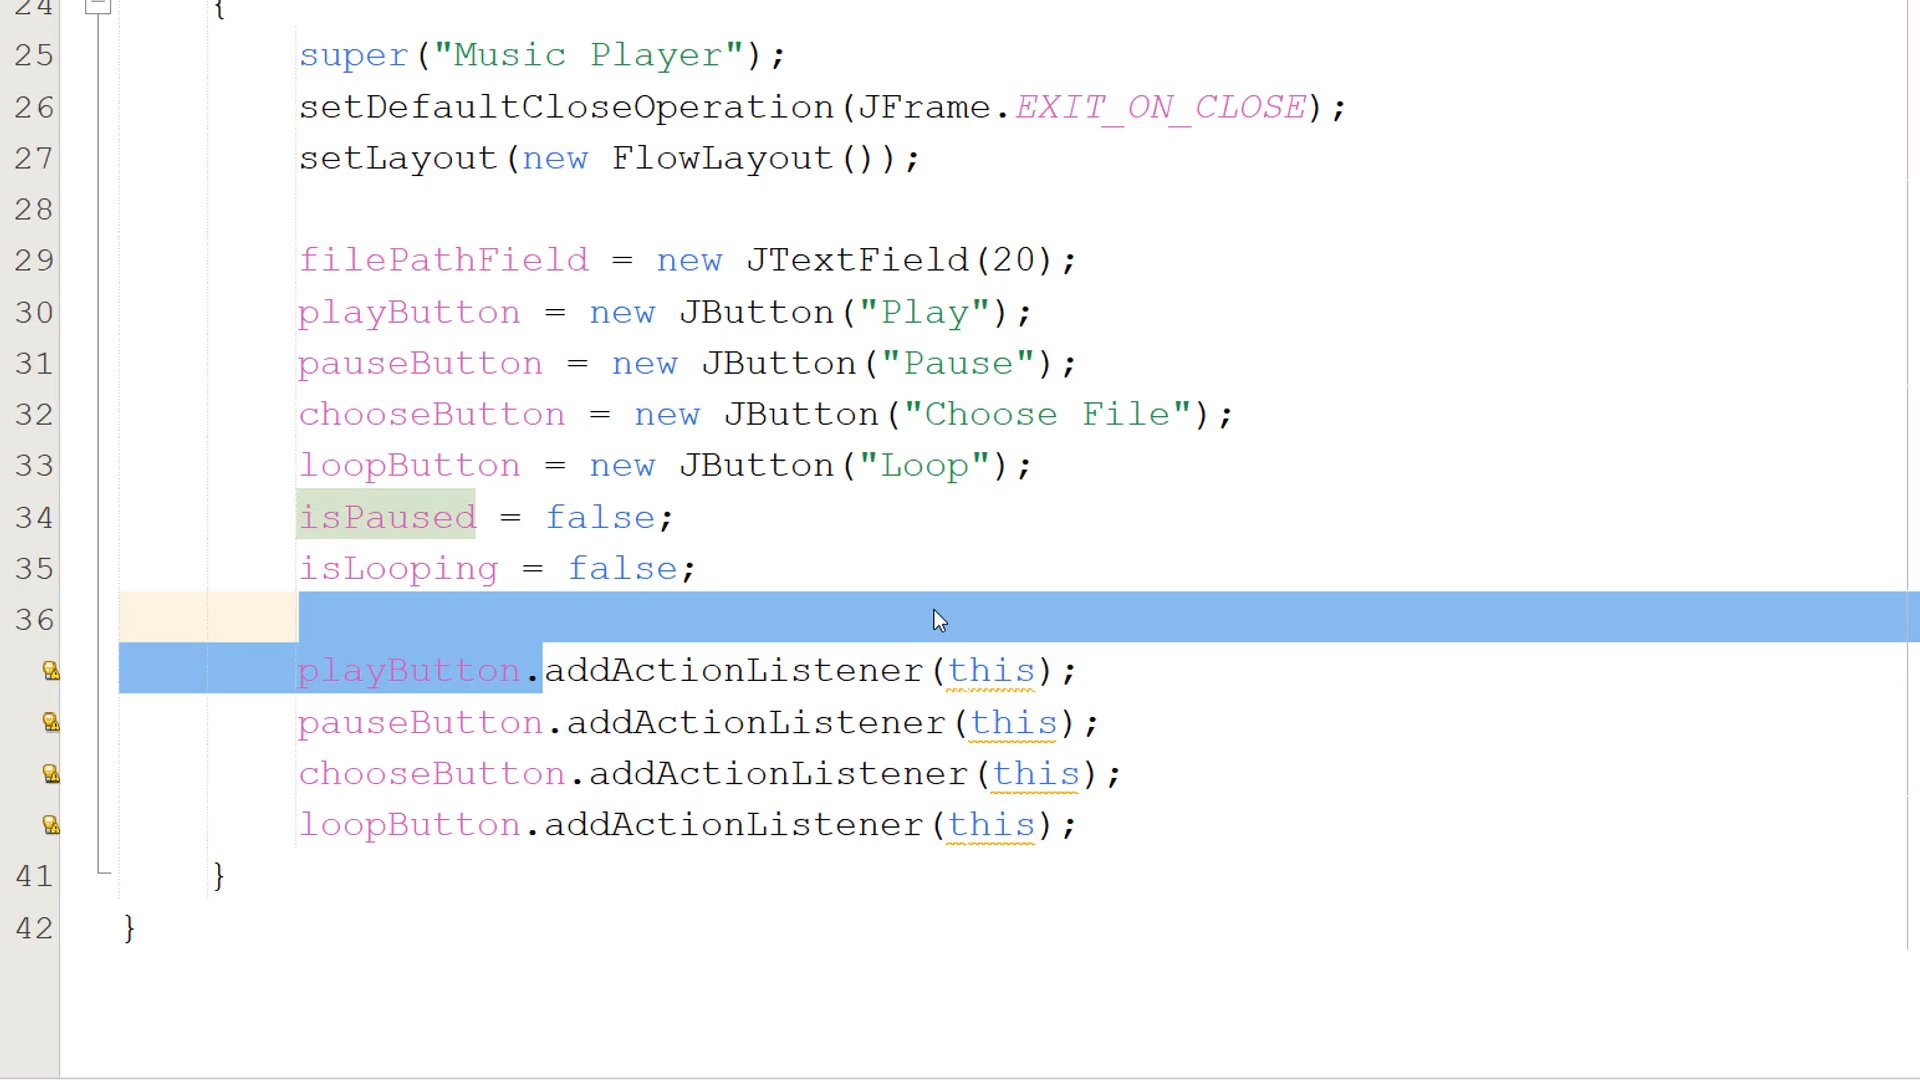 24 {
25 super("Music Player");
26 setDefaultCloseOperation(JFrame.EXIT_ON_CLOSE);
27 setLayout(new FlowLayout());
28
29 filePathField = new JTextField(20);
30 playButton = new JButton("Play");
31 pauseButton = new JButton("Pause");
32 chooseButton = new JButton("Choose File");
33 loopButton = new JButton("Loop");
34 isPaused = false;
35 isLooping = false;
36
playButton.addActionListener(this);
pauseButton.addActionListener(this);
chooseButton.addActionListener(this);
loopButton.addActionListener(this);
41 }
42 }